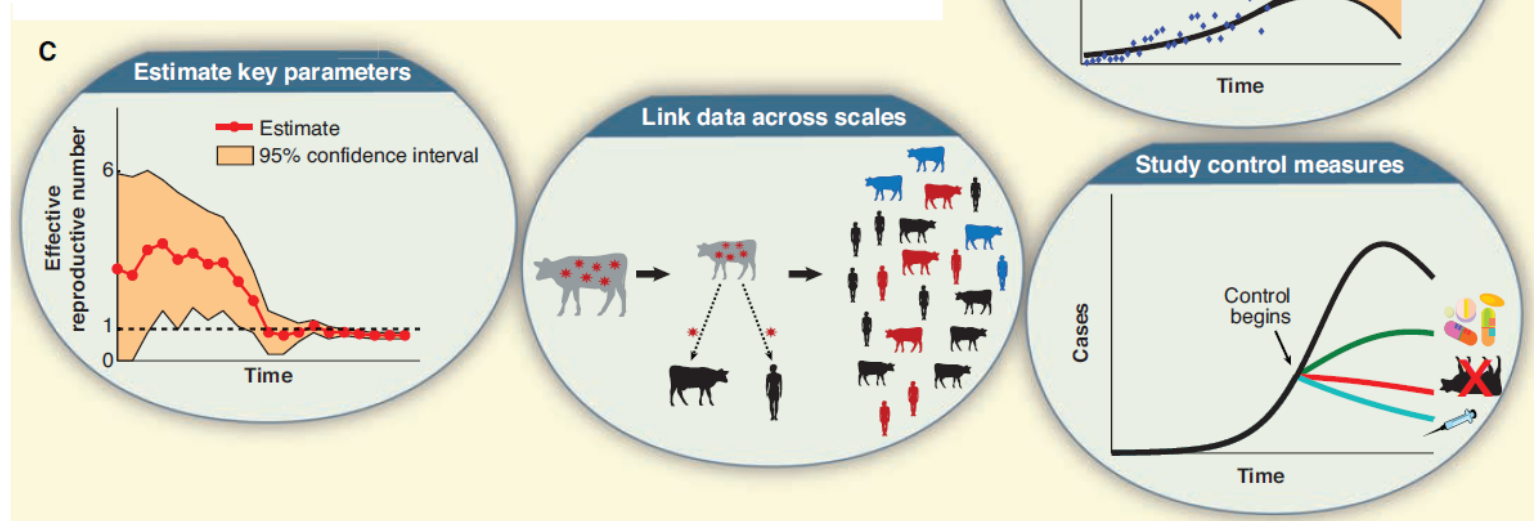 C
Estimate key parameters
Effective
reproductive number
6
1
0
Estimate
95% confidence interval
Time
Link data across scales
Time
Study control measures
Cases
Control
begins
Time